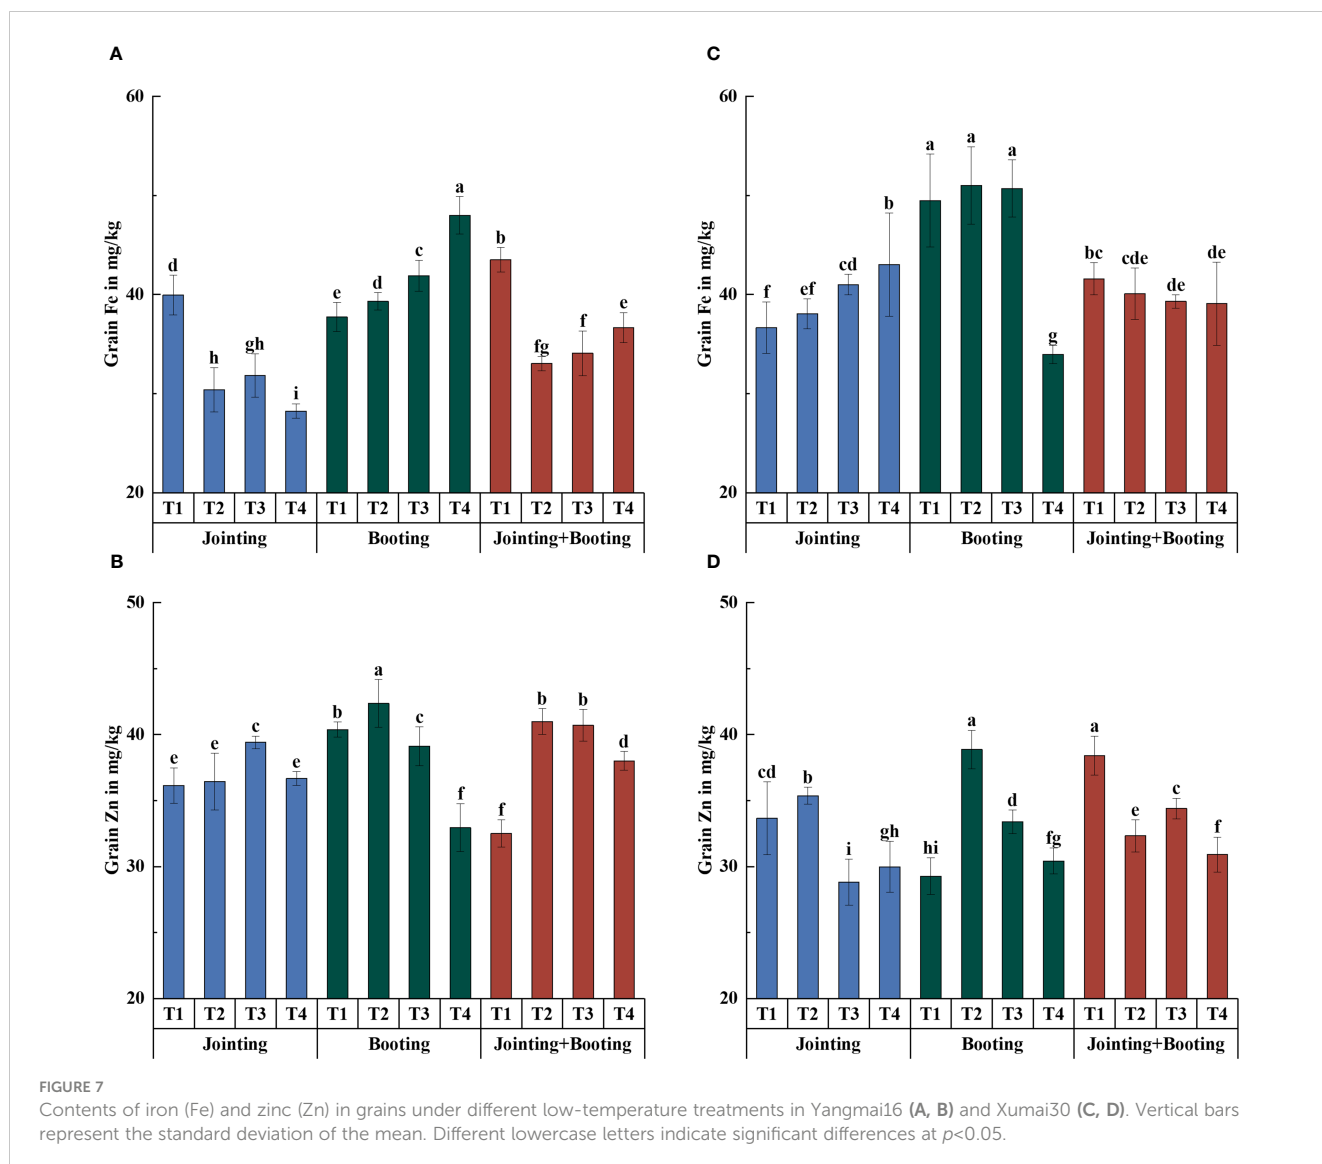 A
60
40
20
Grain Fe in mg/kg
d
h
gh
i
e
d
c
a
b
fg
f
e
T1 T2 T3 T4 T1 T2 T3 T4 T1 T2 T3 T4
Jointing Booting Jointing+Booting
C
60
40
20
Grain Fe in mg/kg
f
ef
cd
b
a
a
a
g
bc
cde
de
de
T1 T2 T3 T4 T1 T2 T3 T4 T1 T2 T3 T4
Jointing Booting Jointing+Booting
B
50
40
30
20
Grain Zn in mg/kg
e
e
c
e
b
a
c
f
f
b
b
d
T1 T2 T3 T4 T1 T2 T3 T4 T1 T2 T3 T4
Jointing Booting Jointing+Booting
D
50
40
30
20
Grain Zn in mg/kg
cd
b
i
gh
hi
a
d
fg
a
e
c
f
T1 T2 T3 T4 T1 T2 T3 T4 T1 T2 T3 T4
Jointing Booting Jointing+Booting
FIGURE 7
Contents of iron (Fe) and zinc (Zn) in grains under different low-temperature treatments in Yangmai16 (A, B) and Xumai30 (C, D). Vertical bars
represent the standard deviation of the mean. Different lowercase letters indicate significant differences at p<0.05.